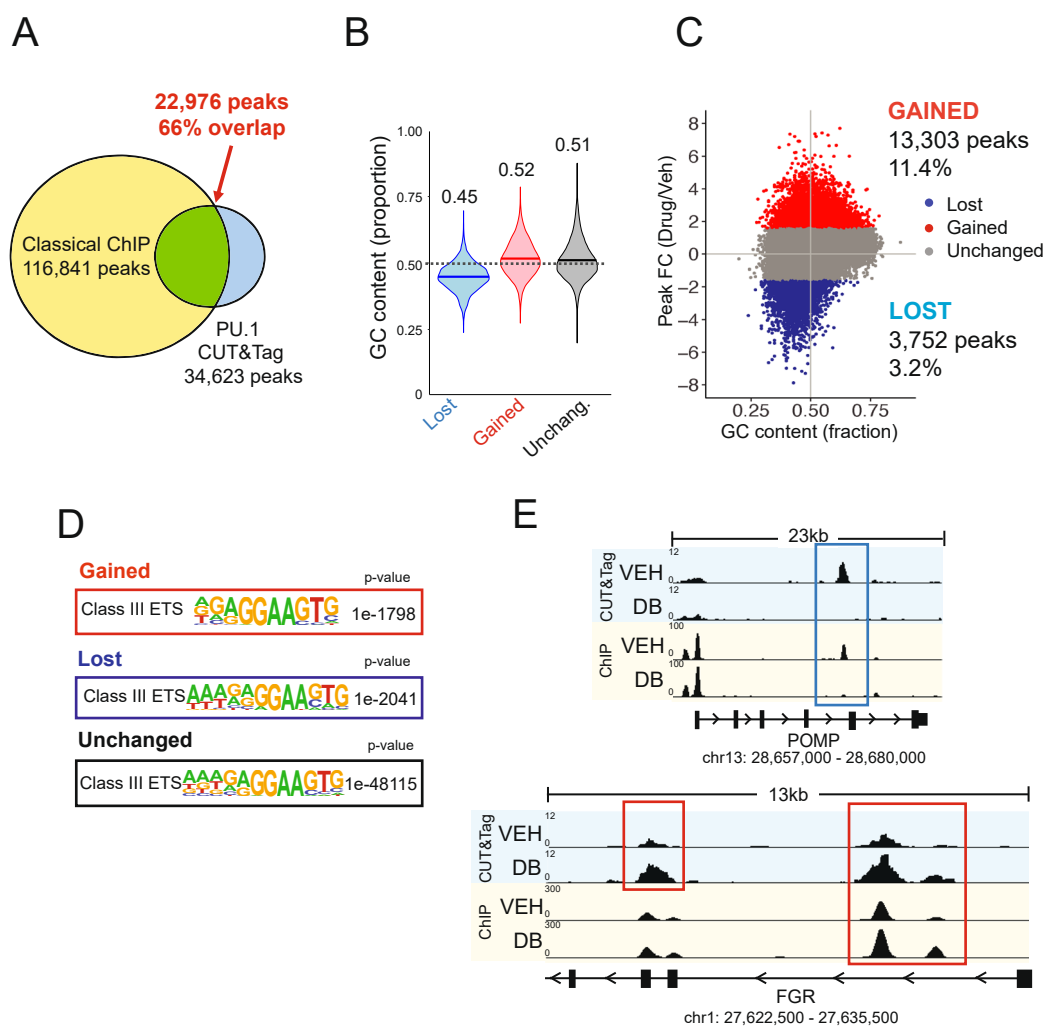 A
22,976 peaks
66% overlap
Classical ChIP
116,841 peaks
PU.1
CUT&Tag
34,623 peaks
B
GC content (proportion)
1.00
0.75
0.50
0.25
0
0.45
0.52
0.51
Lost
Gained
Unchang.
C
Peak FC (Drug/Veh)
8
6
4
2
0
−2
−4
−6
−8
0.25 0.50 0.75
GC content (fraction)
GAINED
13,303 peaks
11.4%
Lost
Gained
Unchanged
LOST
3,752 peaks
3.2%
D
Gained
p-value
Class III ETS
1e-1798
Lost
p-value
Class III ETS
1e-2041
Unchanged
p-value
Class III ETS
1e-48115
E
23kb
CUT&Tag
VEH
12
0
DB
12
0
ChIP
VEH
100
0
DB
100
0
POMP
chr13: 28,657,000 - 28,680,000
13kb
CUT&Tag
VEH
12
0
DB
12
0
ChIP
VEH
300
0
DB
300
0
FGR
chr1: 27,622,500 - 27,635,500